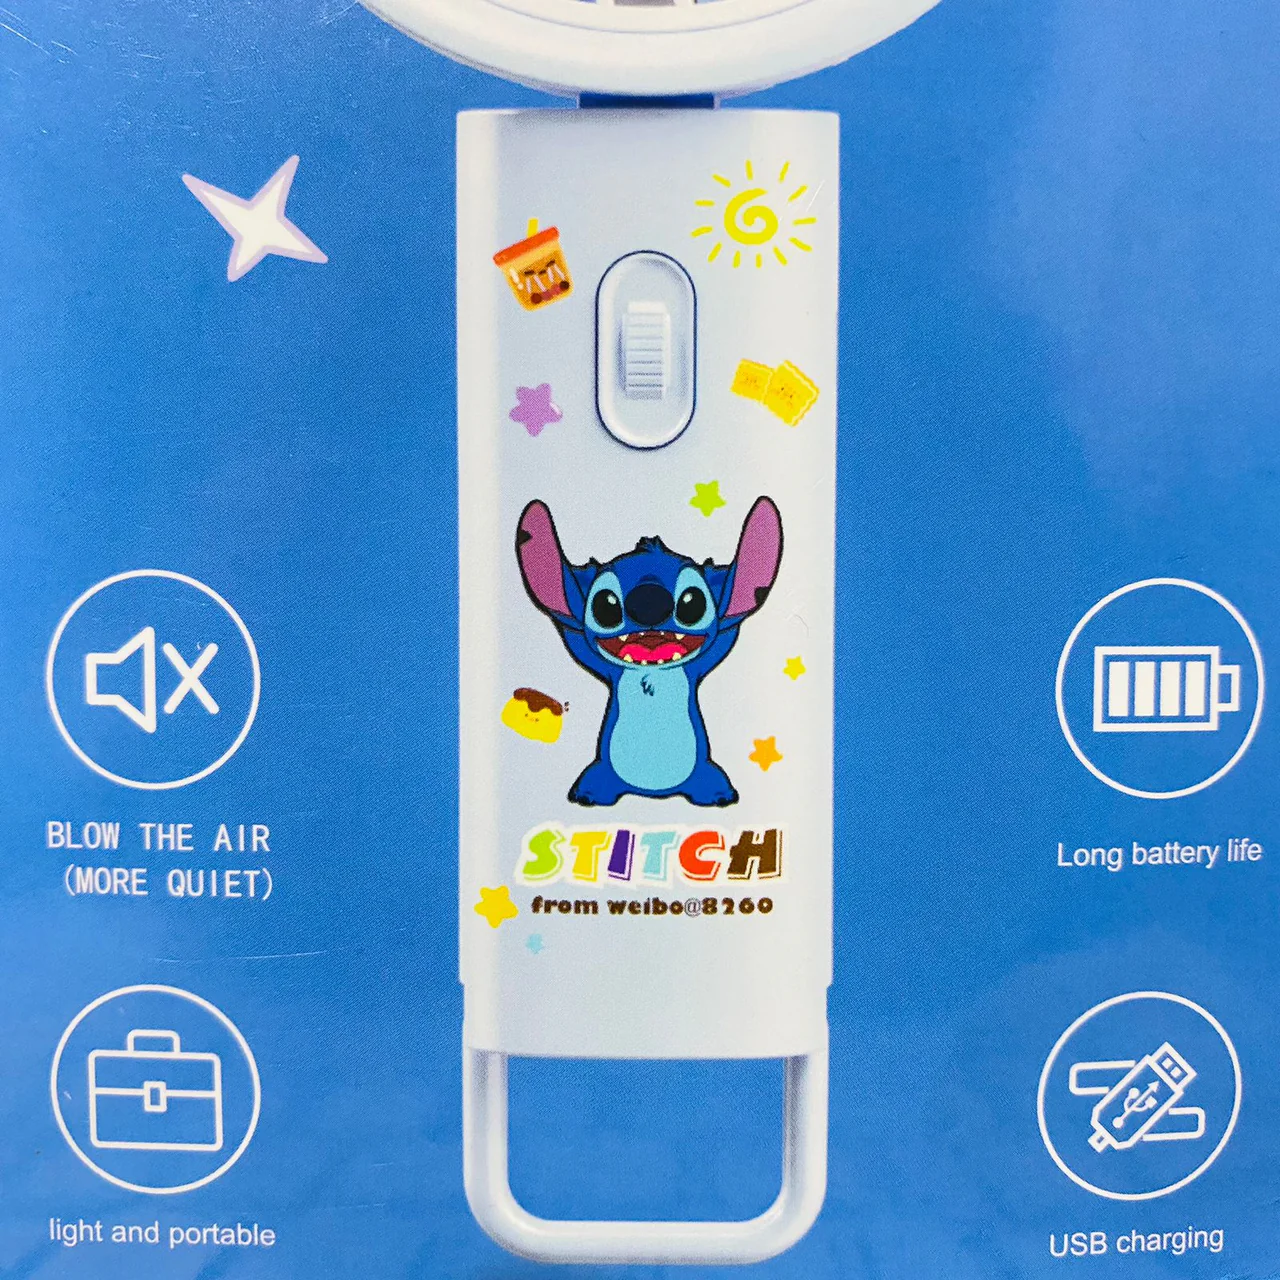 STITCH
from weibo@8260
BLOW THE AIR
(MORE QUIET)
Long battery life
light and portable
USB charging